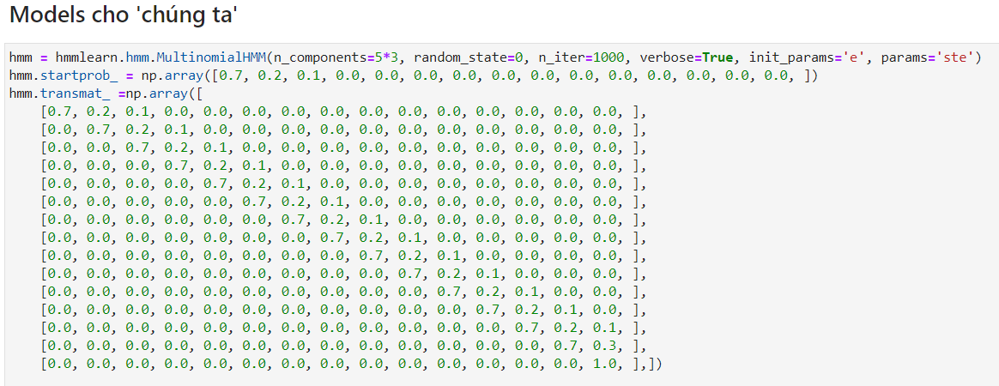 Models cho 'chúng ta'
hmm = hmmlearn.hmm.MultinomialHMM(n_components=5*3, random_state=0, n_iter=1000, verbose=True, init_params='e', params='ste')
hmm.startprob_ = np.array([0.7, 0.2, 0.1, 0.0, 0.0, 0.0, 0.0, 0.0, 0.0, 0.0, 0.0, 0.0, 0.0, 0.0, 0.0, ])
hmm.transmat_ =np.array([
    [0.7, 0.2, 0.1, 0.0, 0.0, 0.0, 0.0, 0.0, 0.0, 0.0, 0.0, 0.0, 0.0, 0.0, 0.0, ],
    [0.0, 0.7, 0.2, 0.1, 0.0, 0.0, 0.0, 0.0, 0.0, 0.0, 0.0, 0.0, 0.0, 0.0, 0.0, ],
    [0.0, 0.0, 0.7, 0.2, 0.1, 0.0, 0.0, 0.0, 0.0, 0.0, 0.0, 0.0, 0.0, 0.0, 0.0, ],
    [0.0, 0.0, 0.0, 0.7, 0.2, 0.1, 0.0, 0.0, 0.0, 0.0, 0.0, 0.0, 0.0, 0.0, 0.0, ],
    [0.0, 0.0, 0.0, 0.0, 0.7, 0.2, 0.1, 0.0, 0.0, 0.0, 0.0, 0.0, 0.0, 0.0, 0.0, ],
    [0.0, 0.0, 0.0, 0.0, 0.0, 0.7, 0.2, 0.1, 0.0, 0.0, 0.0, 0.0, 0.0, 0.0, 0.0, ],
    [0.0, 0.0, 0.0, 0.0, 0.0, 0.0, 0.7, 0.2, 0.1, 0.0, 0.0, 0.0, 0.0, 0.0, 0.0, ],
    [0.0, 0.0, 0.0, 0.0, 0.0, 0.0, 0.0, 0.7, 0.2, 0.1, 0.0, 0.0, 0.0, 0.0, 0.0, ],
    [0.0, 0.0, 0.0, 0.0, 0.0, 0.0, 0.0, 0.0, 0.7, 0.2, 0.1, 0.0, 0.0, 0.0, 0.0, ],
    [0.0, 0.0, 0.0, 0.0, 0.0, 0.0, 0.0, 0.0, 0.0, 0.7, 0.2, 0.1, 0.0, 0.0, 0.0, ],
    [0.0, 0.0, 0.0, 0.0, 0.0, 0.0, 0.0, 0.0, 0.0, 0.0, 0.7, 0.2, 0.1, 0.0, 0.0, ],
    [0.0, 0.0, 0.0, 0.0, 0.0, 0.0, 0.0, 0.0, 0.0, 0.0, 0.0, 0.7, 0.2, 0.1, 0.0, ],
    [0.0, 0.0, 0.0, 0.0, 0.0, 0.0, 0.0, 0.0, 0.0, 0.0, 0.0, 0.0, 0.7, 0.2, 0.1, ],
    [0.0, 0.0, 0.0, 0.0, 0.0, 0.0, 0.0, 0.0, 0.0, 0.0, 0.0, 0.0, 0.0, 0.7, 0.3, ],
    [0.0, 0.0, 0.0, 0.0, 0.0, 0.0, 0.0, 0.0, 0.0, 0.0, 0.0, 0.0, 0.0, 0.0, 1.0, ],])